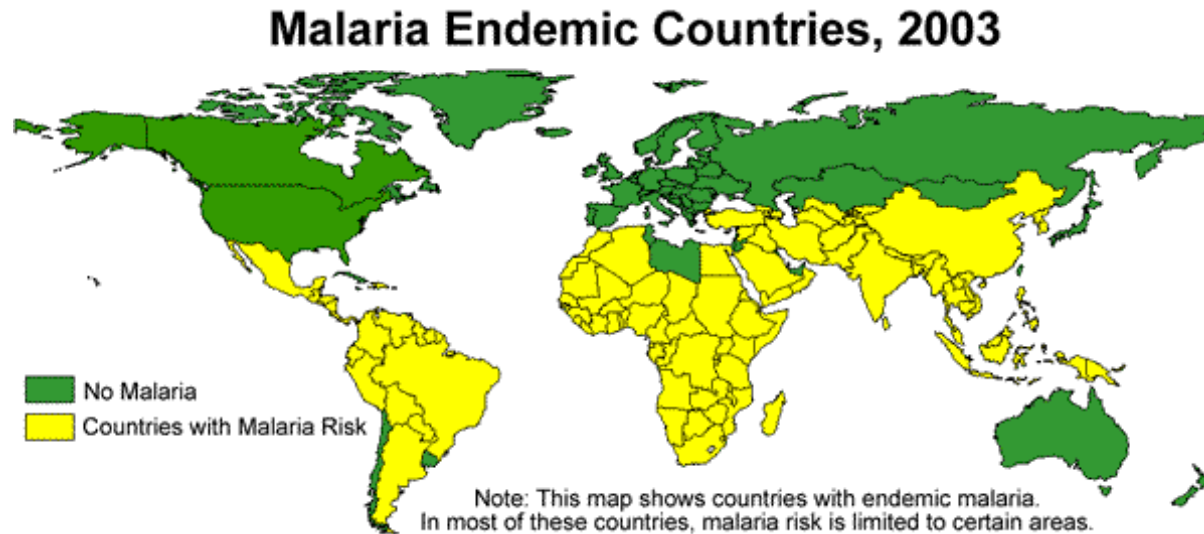 Malaria Endemic Countries, 2003
No Malaria
Countries with Malaria Risk
Note: This map shows countries with endemic malaria.
In most of these countries, malaria risk is limited to certain areas.